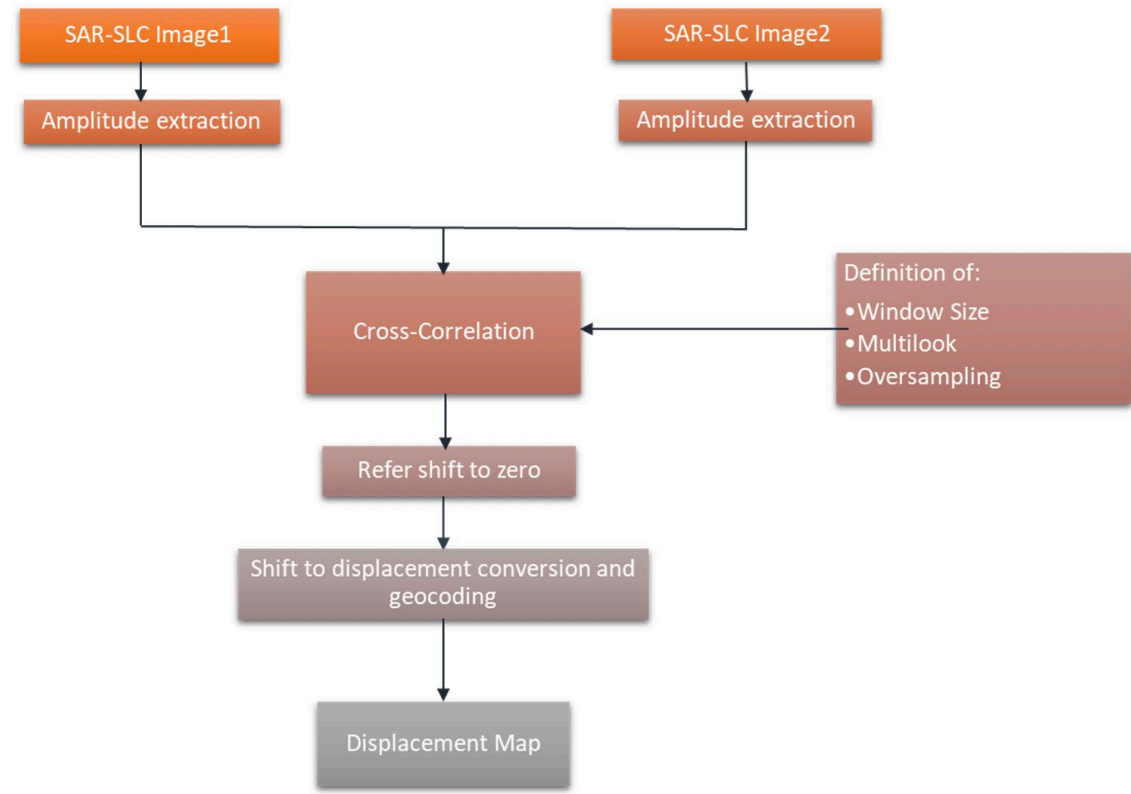 SAR-SLC Image1
SAR-SLC Image2
Amplitude extraction
Amplitude extraction
Definition of:
•Window Size
•Multilook
•Oversampling
Cross-Correlation
Refer shift to zero
Shift to displacement conversion and
geocoding
Displacement Map